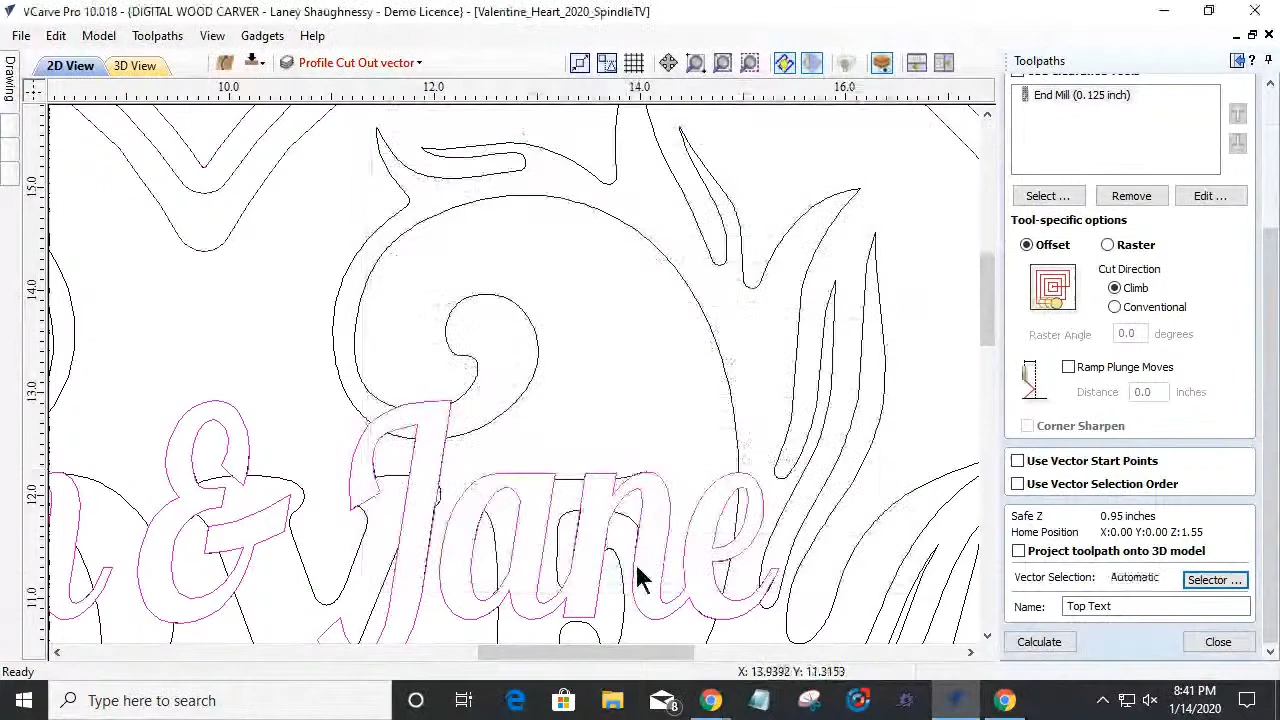 VCarve Pro 10.018 - {DIGITAL WOOD CARVER - Laney Shaughnessy - Demo Licence} - [Valentine_Heart_2020_SpindleTV]
File Edit Model Toolpaths View Gadgets Help
Drawing
2D View 3D View Profile Cut Out vector
Toolpaths
10.0 12.0 14.0 16.0
15.0
14.0
13.0
12.0
11.0
& Jane
End Mill (0.125 inch)
Select ... Remove Edit ...
Tool-specific options
Offset Raster
Cut Direction
Climb
Conventional
Raster Angle 0.0 degrees
Ramp Plunge Moves
Distance 0.0 inches
Corner Sharpen
Use Vector Start Points
Use Vector Selection Order
Safe Z 0.95 inches
Home Position X:0.00 Y:0.00 Z:1.55
Project toolpath onto 3D model
Vector Selection: Automatic Selector ...
Name: Top Text
Calculate Close
Ready X: 13.9392 Y: 11.3153
Type here to search
8
8:41 PM
1/14/2020